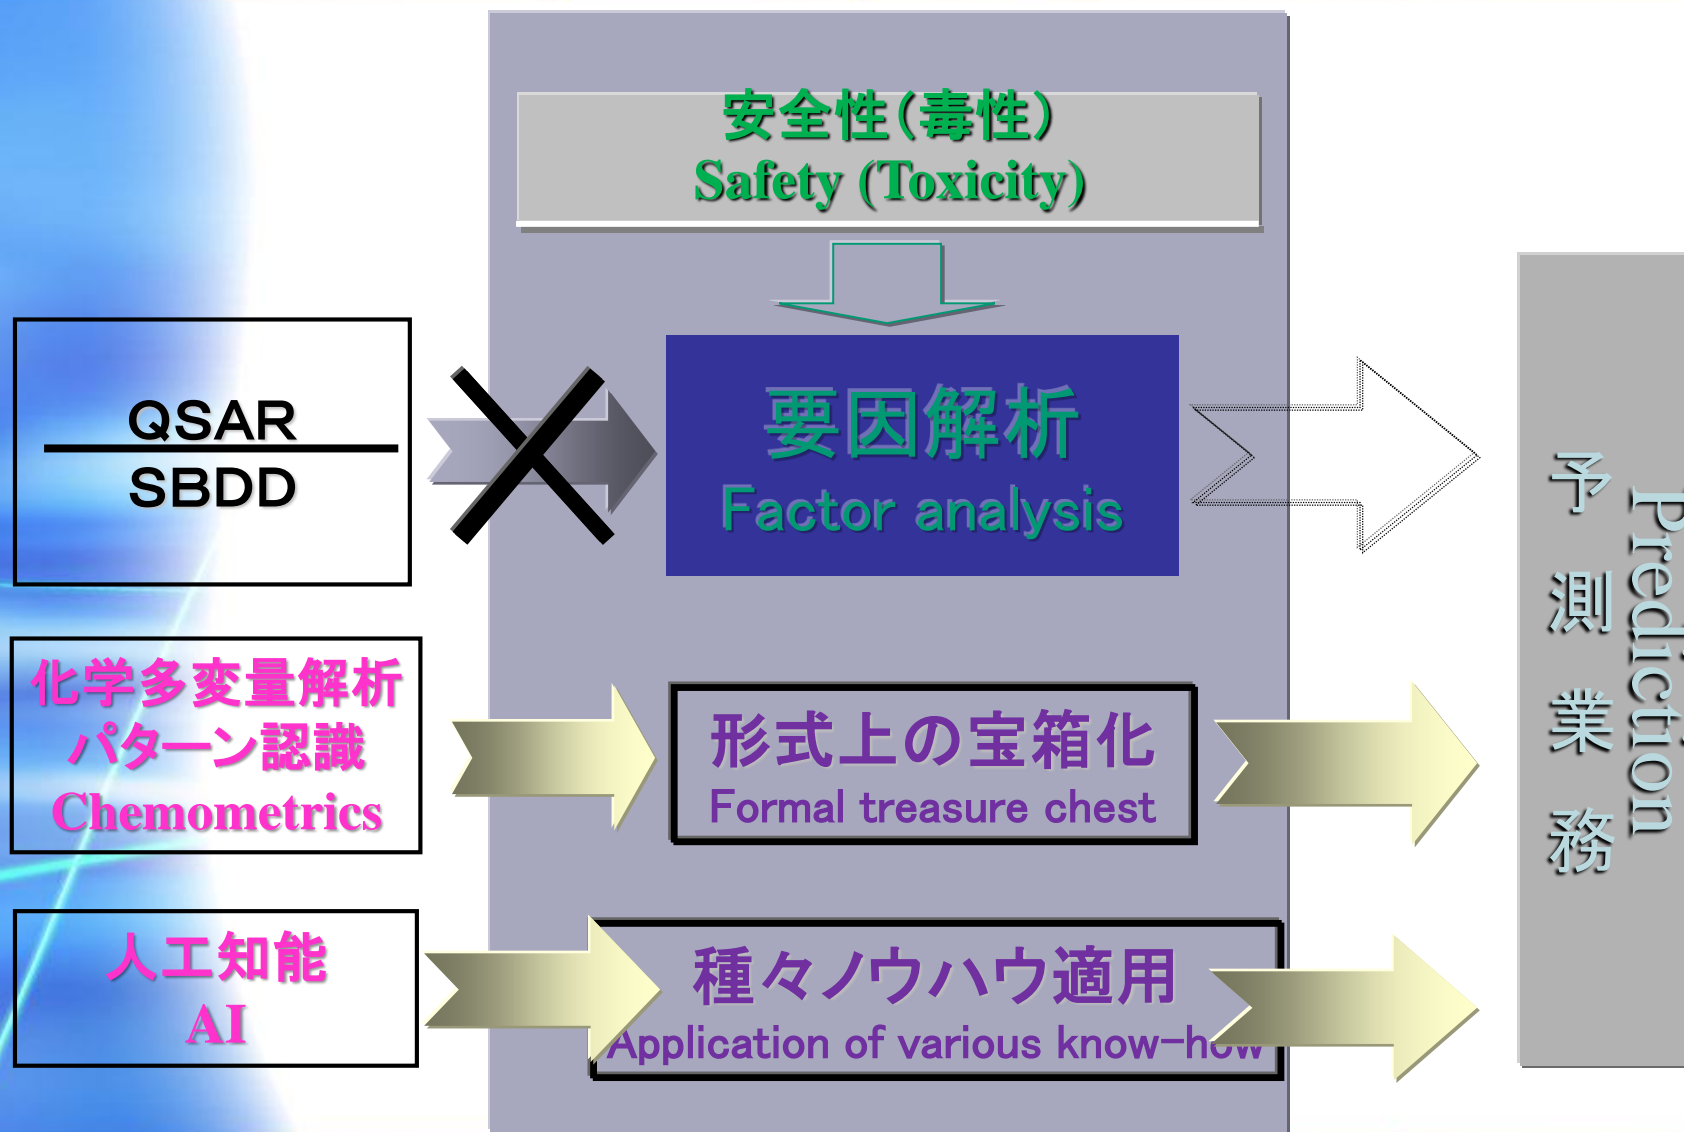 安全性(毒性)
Safety (Toxicity)
QSAR
SBDD
要因解析
Factor analysis
化学多変量解析
パターン認識
Chemometrics
形式上の宝箱化
Formal treasure chest
人工知能
AI
種々ノウハウ適用
Application of various know-how
予測業務
Prediction